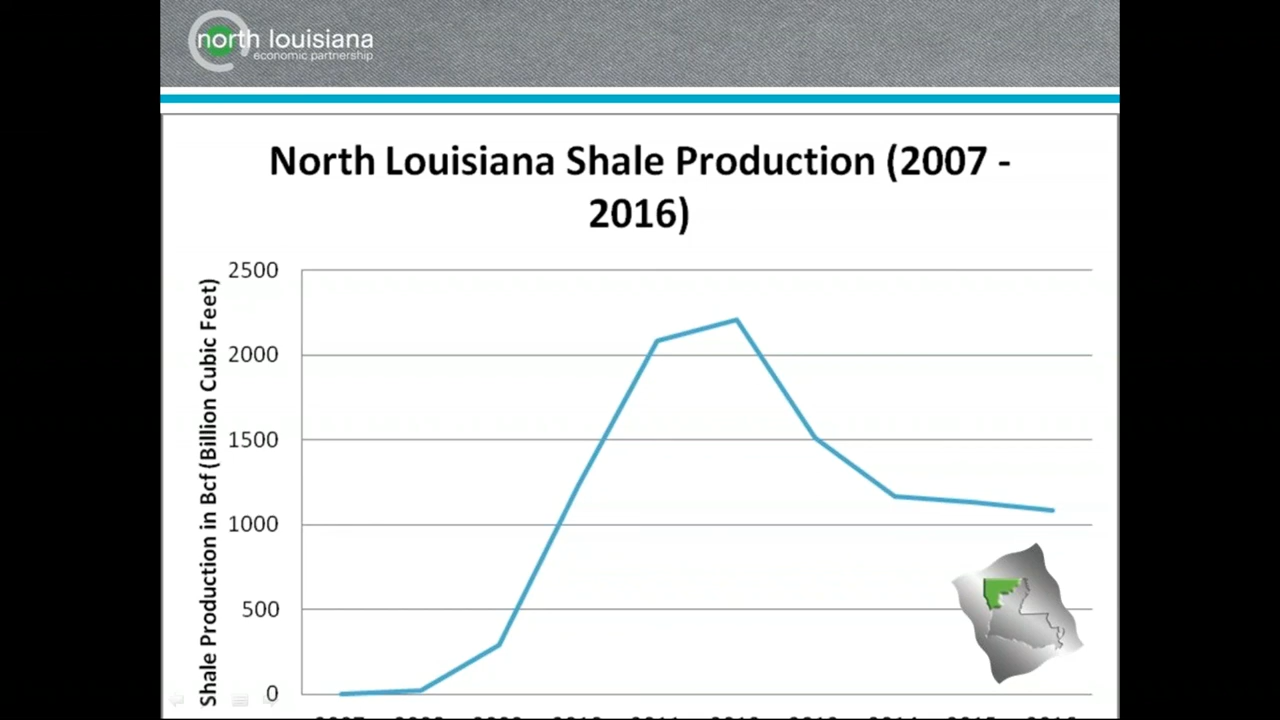 north louisiana
economic partnership
North Louisiana Shale Production (2007 -
2016)
Shale Production in Bcf (Billion Cubic Feet)
2500
2000
1500
1000
500
0